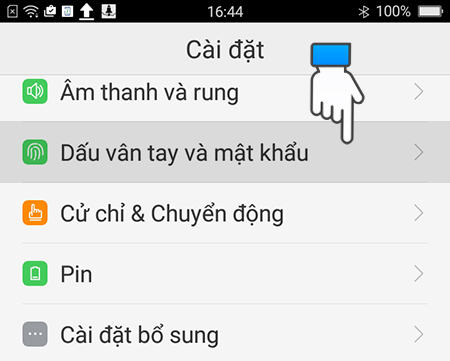 16:44 100%
Cài đặt
Âm thanh và rung
Dấu vân tay và mật khẩu
Cử chỉ & Chuyển động
Pin
Cài đặt bổ sung